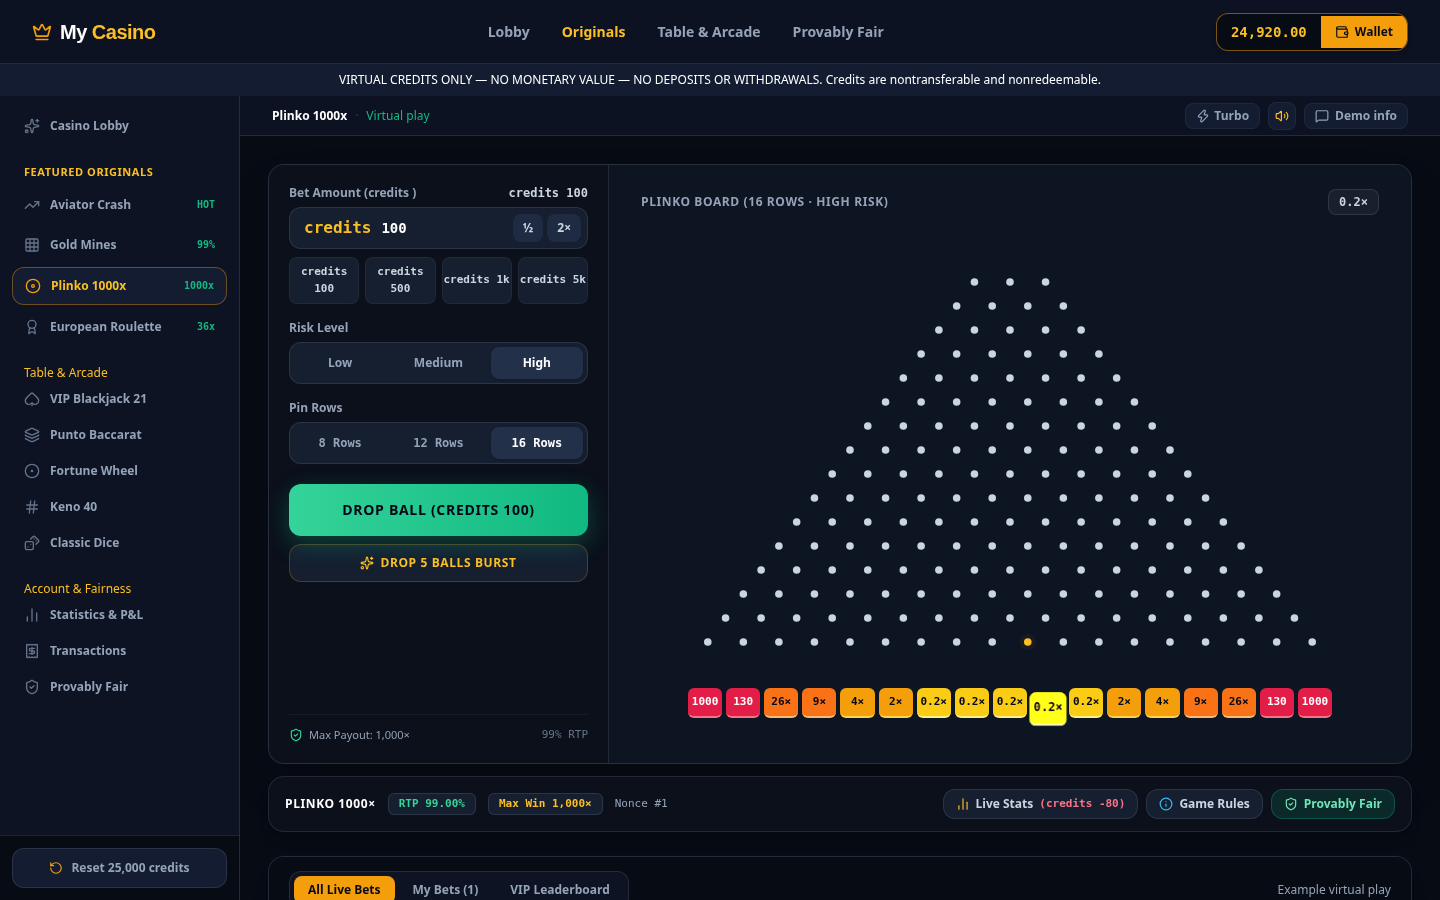 My Casino
Lobby
Originals
Table & Arcade
Provably Fair
24,920.00
Wallet
VIRTUAL CREDITS ONLY — NO MONETARY VALUE — NO DEPOSITS OR WITHDRAWALS. Credits are nontransferable and nonredeemable.
Casino Lobby
FEATURED ORIGINALS
Aviator Crash HOT
Gold Mines 99%
Plinko 1000x 1000x
European Roulette 36x
Table & Arcade
VIP Blackjack 21
Punto Baccarat
Fortune Wheel
Keno 40
Classic Dice
Account & Fairness
Statistics & P&L
Transactions
Provably Fair
Reset 25,000 credits
Plinko 1000x · Virtual play
Turbo
Demo info
Bet Amount (credits ) credits 100
credits 100 ½ 2×
credits 100
credits 500
credits 1k
credits 5k
Risk Level
Low Medium High
Pin Rows
8 Rows 12 Rows 16 Rows
DROP BALL (CREDITS 100)
DROP 5 BALLS BURST
Max Payout: 1,000× 99% RTP
PLINKO BOARD (16 ROWS · HIGH RISK) 0.2×
1000 130 26× 9× 4× 2× 0.2× 0.2× 0.2× 0.2× 0.2× 2× 4× 9× 26× 130 1000
PLINKO 1000× RTP 99.00% Max Win 1,000× Nonce #1
Live Stats (credits -80) Game Rules Provably Fair
All Live Bets My Bets (1) VIP Leaderboard Example virtual play